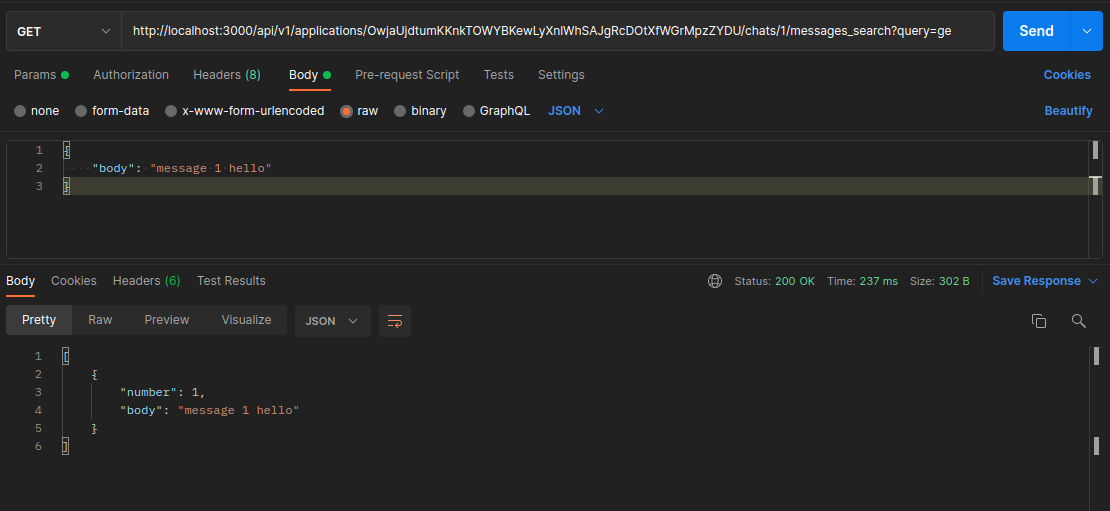 GET http://localhost:3000/api/v1/applications/OwjaUjdtumKKnkTOWYBKewLyXnlWhSAJgRcDOtXfWGrMpzZYDU/chats/1/messages_search?query=ge Send
Params Authorization Headers (8) Body Pre-request Script Tests Settings Cookies
none form-data x-www-form-urlencoded raw binary GraphQL JSON Beautify
1 {
2 "body": "message 1 hello"
3 }
Body Cookies Headers (6) Test Results Status: 200 OK Time: 237 ms Size: 302 B Save Response
Pretty Raw Preview Visualize JSON
1 [
2 {
3 "number": 1,
4 "body": "message 1 hello"
5 }
6 ]